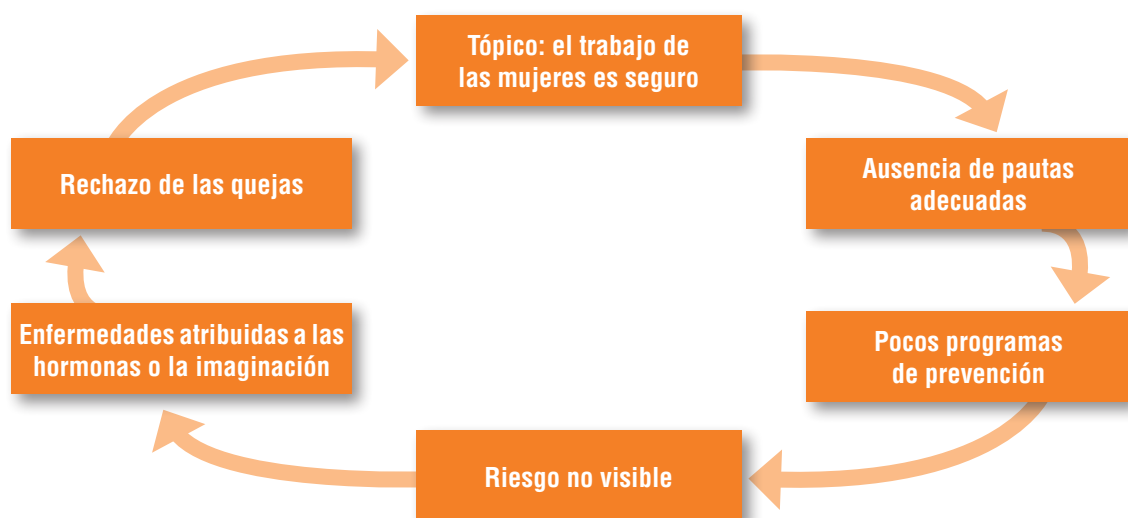 Tópico: el trabajo de
las mujeres es seguro
Ausencia de pautas
adecuadas
Pocos programas
de prevención
Riesgo no visible
Enfermedades atribuidas a las
hormonas o la imaginación
Rechazo de las quejas